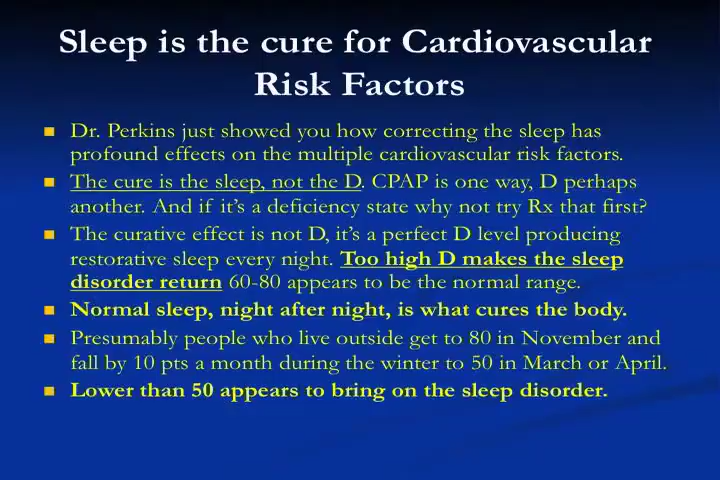 Sleep is the cure for Cardiovascular
Risk Factors
Dr. Perkins just showed you how correcting the sleep has
profound effects on the multiple cardiovascular risk factors.
The cure is the sleep, not the D. CPAP is one way, D perhaps
another. And if it's a deficiency state why not try Rx that first?
The curative effect is not D, it's a perfect D level producing
restorative sleep every night. Too high D makes the sleep
disorder return 60-80 appears to be the normal range.
Normal sleep, night after night, is what cures the body.
Presumably people who live outside get to 80 in November and
fall by 10 pts a month during the winter to 50 in March or April.
Lower than 50 appears to bring on the sleep disorder.